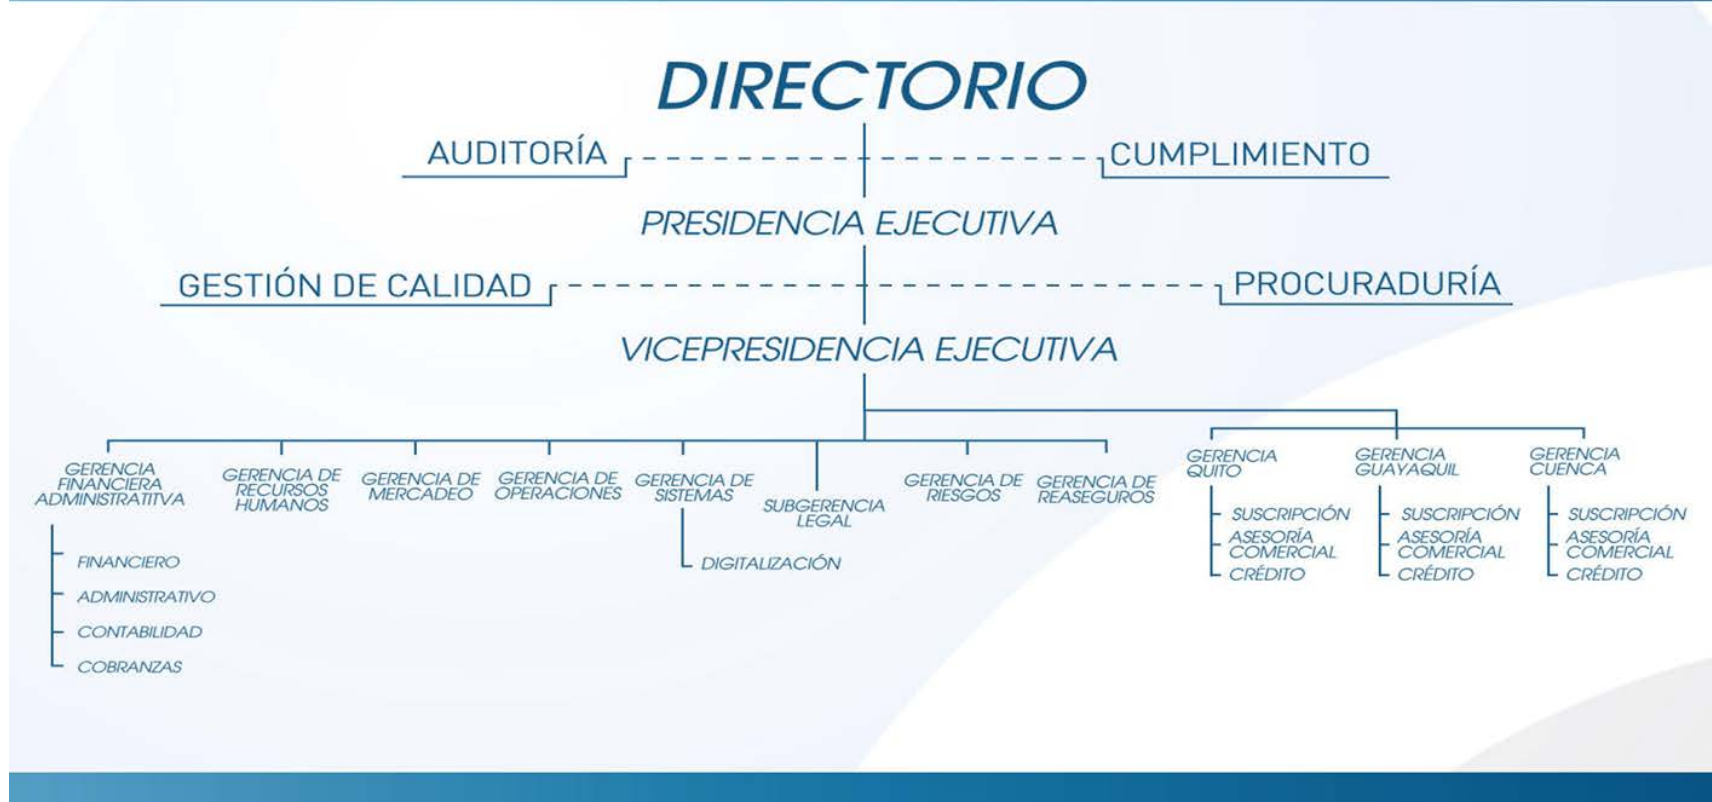 DIRECTORIO
AUDITORÍA
CUMPLIMIENTO
PRESIDENCIA EJECUTIVA
GESTIÓN DE CALIDAD
PROCURADURÍA
VICEPRESIDENCIA EJECUTIVA
GERENCIA
FINANCIERA
ADMINISTRATITVA
FINANCIERO
ADMINISTRATIVO
CONTABILIDAD
COBRANZAS
GERENCIA DE
RECURSOS
HUMANOS
GERENCIA DE
MERCADEO
GERENCIA DE
OPERACIONES
GERENCIA DE
SISTEMAS
DIGITALIZACIÓN
SUBGERENCIA
LEGAL
GERENCIA DE
RIESGOS
GERENCIA DE
REASEGUROS
GERENCIA
QUITO
SUSCRIPCIÓN
ASESORÍA
COMERCIAL
CRÉDITO
GERENCIA
GUAYAQUIL
SUSCRIPCIÓN
ASESORÍA
COMERCIAL
CRÉDITO
GERENCIA
CUENCA
SUSCRIPCIÓN
ASESORÍA
COMERCIAL
CRÉDITO